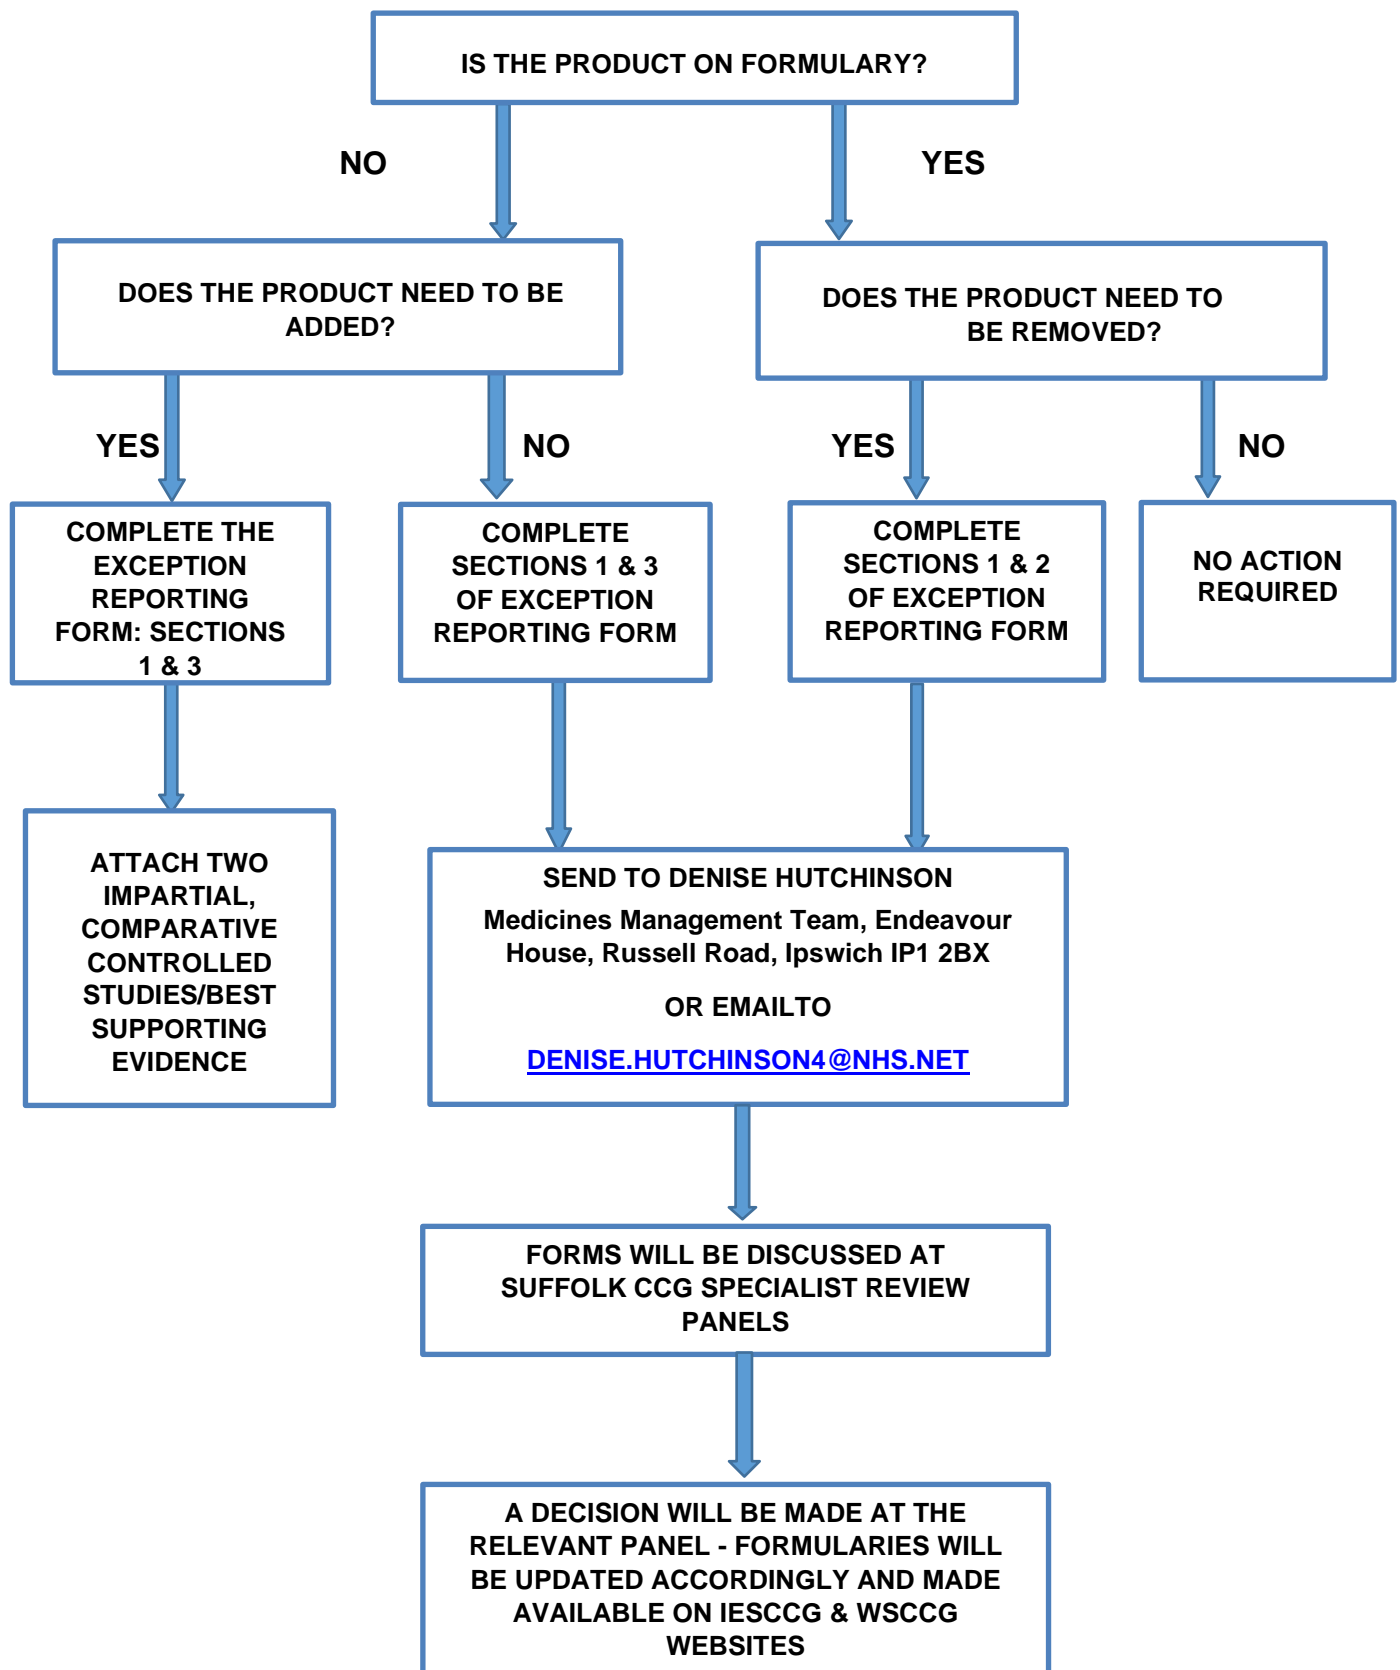 IS THE PRODUCT ON FORMULARY?
NO
YES
DOES THE PRODUCT NEED TO BE
ADDED?
DOES THE PRODUCT NEED TO
BE REMOVED?
YES
NO
YES
NO
COMPLETE THE
EXCEPTION
REPORTING
FORM: SECTIONS
1 & 3
COMPLETE
SECTIONS 1 & 3
OF EXCEPTION
REPORTING FORM
COMPLETE
SECTIONS 1 & 2
OF EXCEPTION
REPORTING FORM
NO ACTION
REQUIRED
ATTACH TWO
IMPARTIAL,
COMPARATIVE
CONTROLLED
STUDIES/BEST
SUPPORTING
EVIDENCE
SEND TO DENISE HUTCHINSON
Medicines Management Team, Endeavour
House, Russell Road, Ipswich IP1 2BX
OR EMAILTO
DENISE.HUTCHINSON4@NHS.NET
FORMS WILL BE DISCUSSED AT
SUFFOLK CCG SPECIALIST REVIEW
PANELS
A DECISION WILL BE MADE AT THE
RELEVANT PANEL - FORMULARIES WILL
BE UPDATED ACCORDINGLY AND MADE
AVAILABLE ON IESCCG & WSCCG
WEBSITES